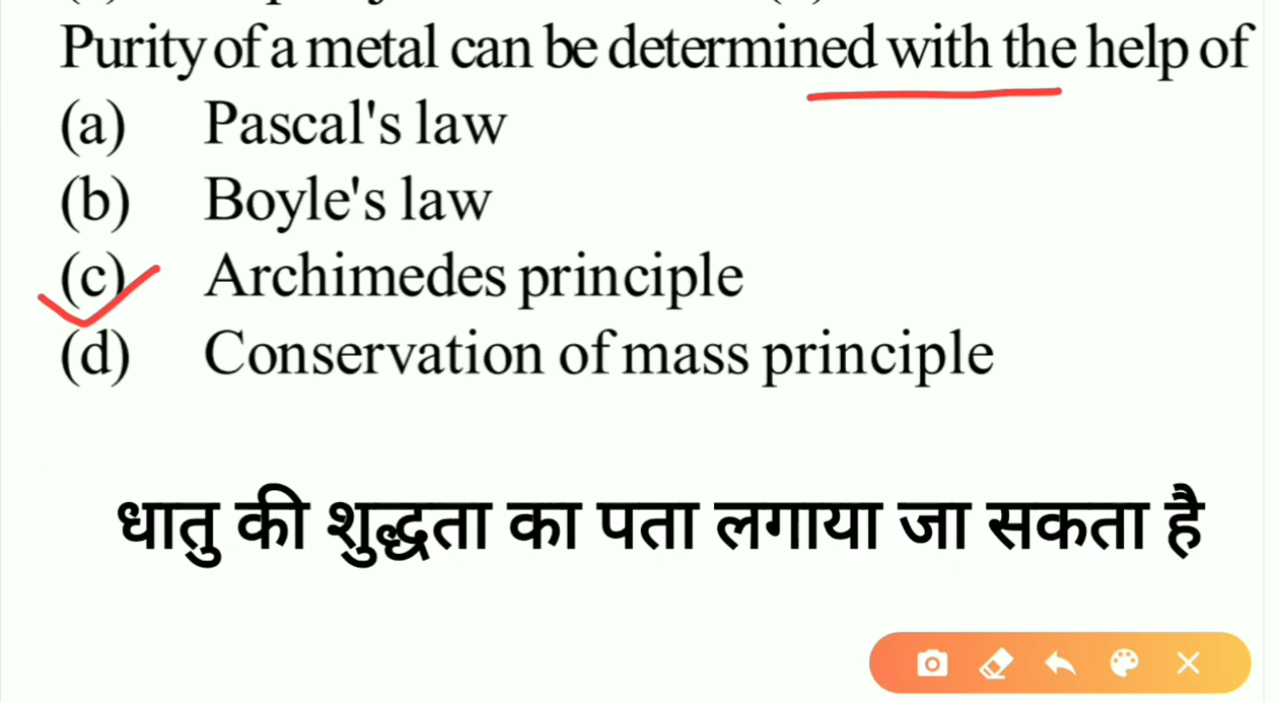 Purity of a metal can be determined with the help of
(a) Pascal's law
(b) Boyle's law
(c) Archimedes principle
(d) Conservation of mass principle
धातु की शुद्धता का पता लगाया जा सकता है